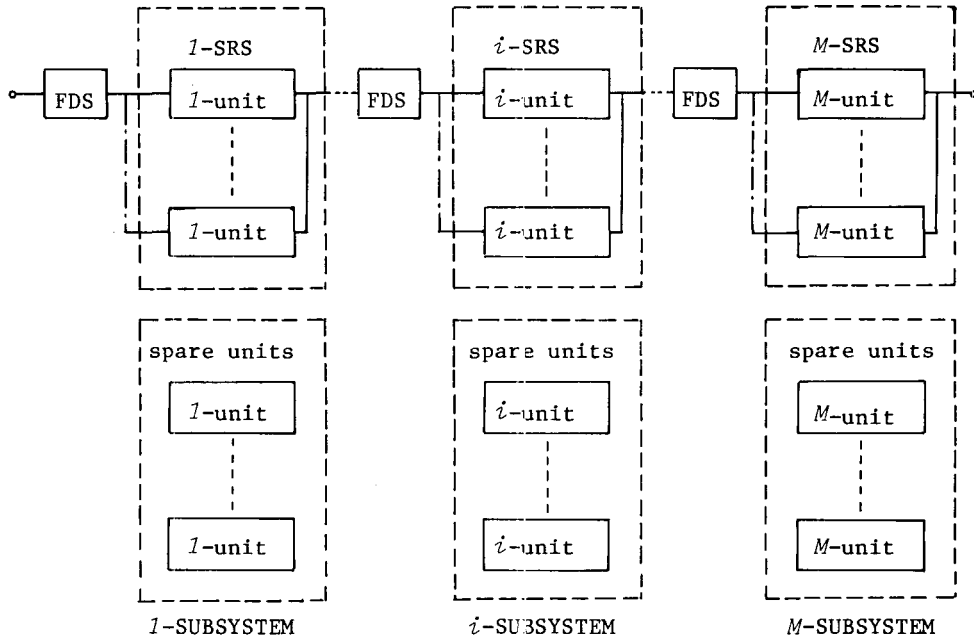 1-SRS
i-SRS
M-SRS
FDS
1-unit
FDS
i-unit
FDS
M-unit
1-unit
i-unit
M-unit
spare units
spare units
spare units
1-unit
i-unit
M-unit
1-unit
i-unit
M-unit
1-SUBSYSTEM
i-SUBSYSTEM
M-SUBSYSTEM